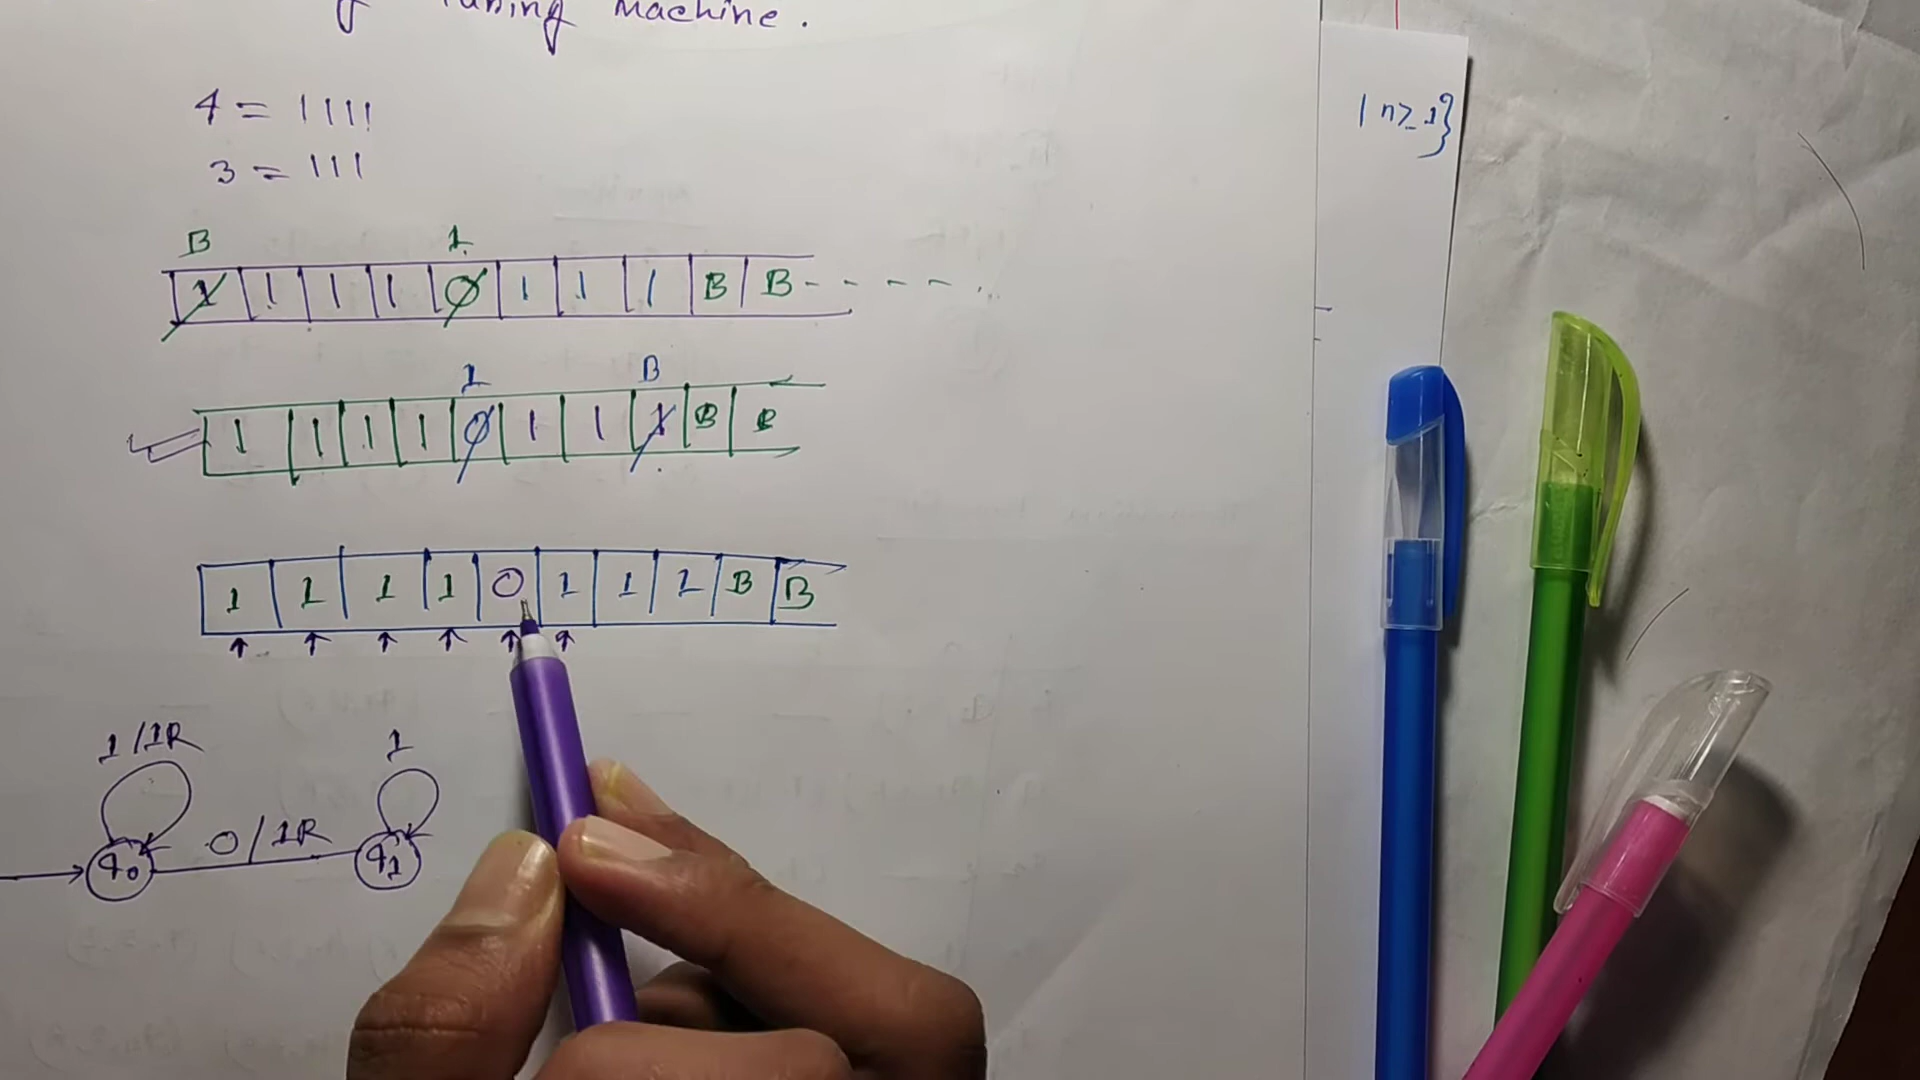 Machine.
4 = 1111
3 = 111
| n≥1}
B 1
1 1 1 1 0 1 1 1 B B - - - - .
1 B
1 1 1 1 0 1 1 1 B B
1 1 1 1 0 1 1 1 B B
1/1R 1
q0 0/1R q1